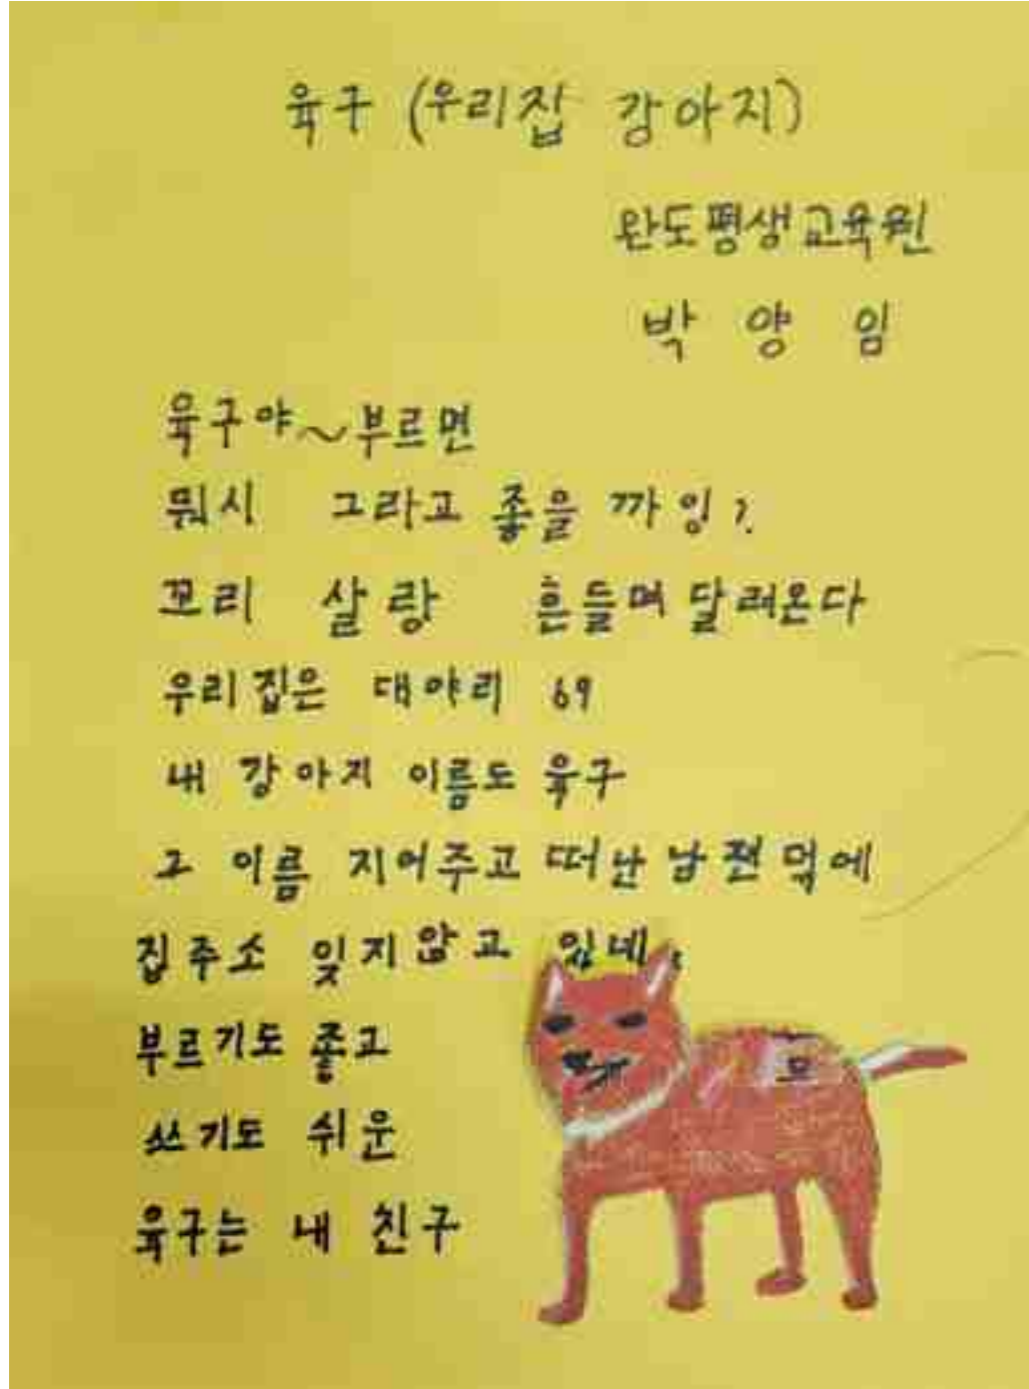 육구 (우리집 강아지)
완도평생교육원
박 양 임
육구야~부르면
뭐시 그라고 좋을 까잉?
꼬리 살랑 흔들며 달려온다
우리집은 대야리 69
내 강아지 이름도 육구
그 이름 지어주고 떠난 남편 덕에
집주소 잊지않고 있네.
부르기도 좋고
쓰기도 쉬운
육구는 내 친구